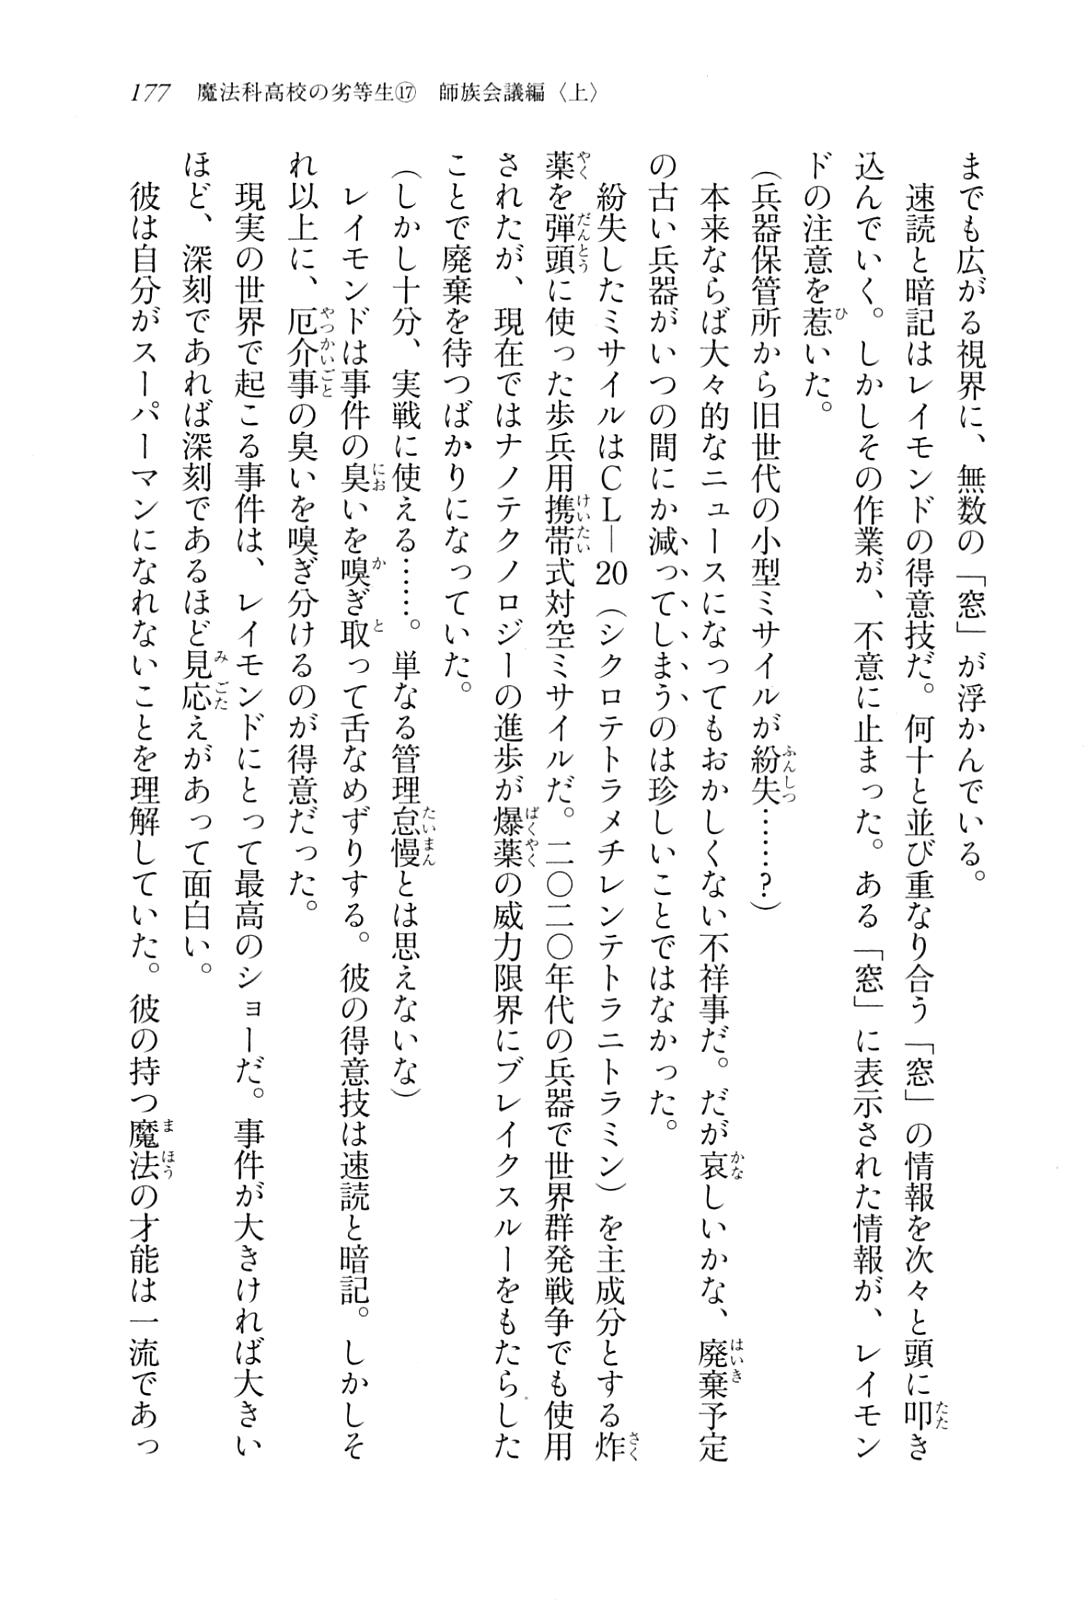 177　魔法科高校の劣等生⑰　師族会議編〈上〉
までも広がる視界に、無数の「窓」が浮かんでいる。
　速読と暗記はレイモンドの得意技だ。何十と並び重なり合う「窓」の情報を次々と頭に叩き
込んでいく。しかしその作業が、不意に止まった。ある「窓」に表示された情報が、レイモン
ドの注意を惹いた。
（兵器保管所から旧世代の小型ミサイルが紛失……？）
　本来ならば大々的なニュースになってもおかしくない不祥事だ。だが哀しいかな、廃棄予定
の古い兵器がいつの間にか減ってしまうのは珍しいことではなかった。
　紛失したミサイルはＣＬ―20（シクロテトラメチレンテトラニトラミン）を主成分とする炸
薬を弾頭に使った歩兵用携帯式対空ミサイルだ。二〇二〇年代の兵器で世界群発戦争でも使用
されたが、現在ではナノテクノロジーの進歩が爆薬の威力限界にブレイクスルーをもたらした
ことで廃棄を待つばかりになっていた。
（しかし十分、実戦に使える……。単なる管理怠慢とは思えないな）
　レイモンドは事件の臭いを嗅ぎ取って舌なめずりする。彼の得意技は速読と暗記。しかしそ
れ以上に、厄介事の臭いを嗅ぎ分けるのが得意だった。
　現実の世界で起こる事件は、レイモンドにとって最高のショーだ。事件が大きければ大きい
ほど、深刻であれば深刻であるほど見応えがあって面白い。
　彼は自分がスーパーマンになれないことを理解していた。彼の持つ魔法の才能は一流であっ